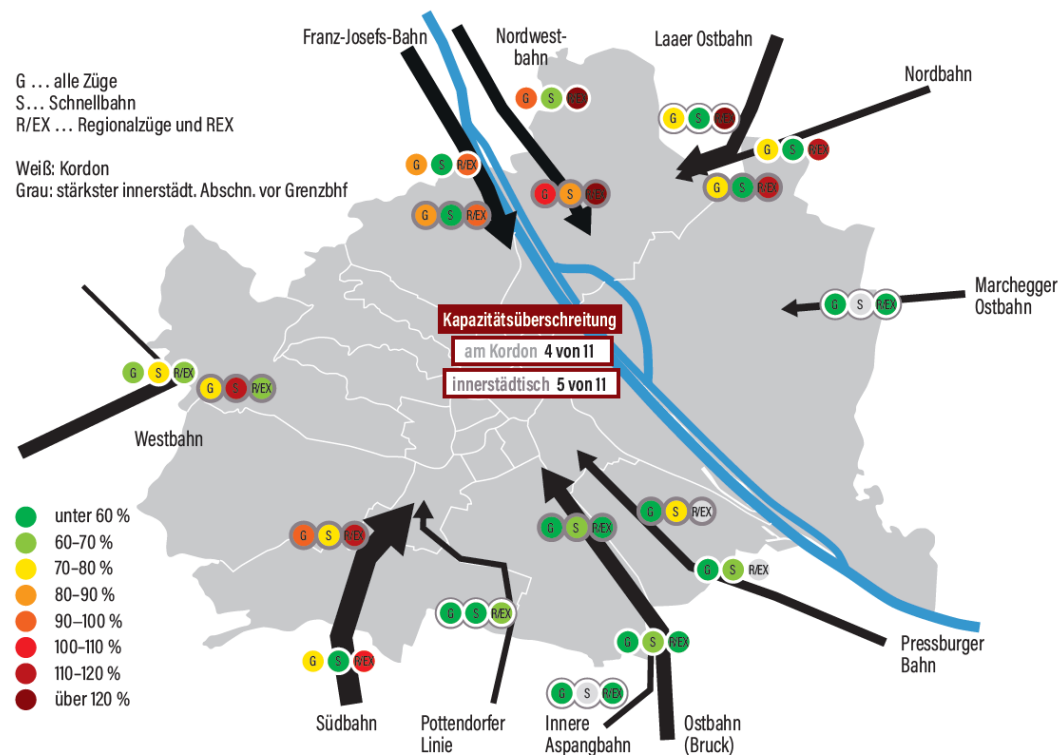 Franz-Josefs-Bahn
Nordwest-
bahn
Laaer Ostbahn
Nordbahn
G ... alle Züge
S... Schnellbahn
R/EX ... Regionalzüge und REX
Weiß: Kordon
Grau: stärkster innerstädt. Abschn. vor Grenzbhf
G S R/EX
G S R/EX
G S R/EX
G S R/EX
G S R/EX
G S R/EX
G S R/EX
Marchegger
Ostbahn
G S R/EX
Kapazitätsüberschreitung
am Kordon 4 von 11
innerstädtisch 5 von 11
G S R/EX
G S R/EX
Westbahn
unter 60 %
60–70 %
70–80 %
80–90 %
90–100 %
100–110 %
110–120 %
über 120 %
G S R/EX
G S R/EX
G S R/EX
G S R/EX
G S R/EX
G S R/EX
G S R/EX
G S R/EX
Pressburger
Bahn
Südbahn
Pottendorfer
Linie
Innere
Aspangbahn
Ostbahn
(Bruck)